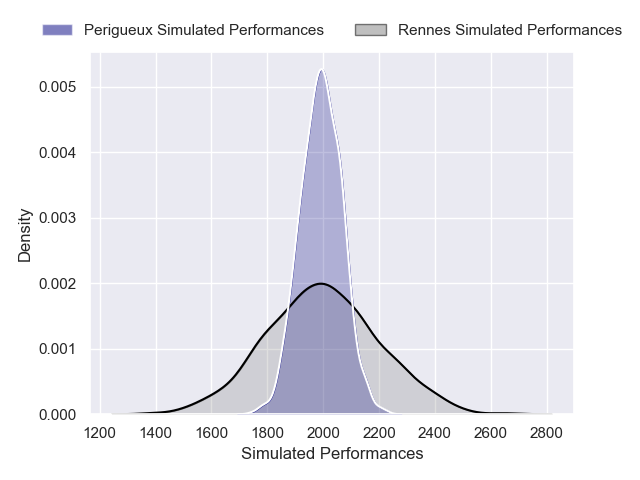 Perigueux Simulated Performances
Rennes Simulated Performances
0.005
0.004
0.003
0.002
0.001
0.000
Density
1200 1400 1600 1800 2000 2200 2400 2600 2800
Simulated Performances